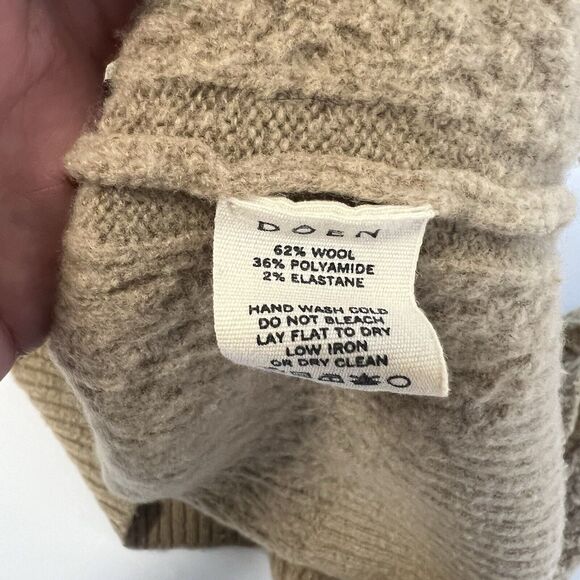 DÔEN
62% WOOL
36% POLYAMIDE
2% ELASTANE
HAND WASH COLD
DO NOT BLEACH
LAY FLAT TO DRY
LOW IRON
OR DRY CLEAN